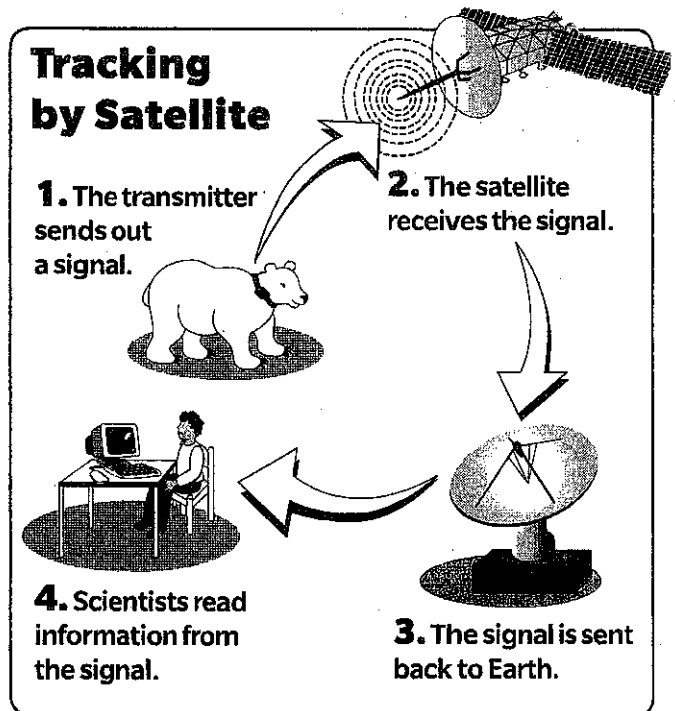 Tracking
by Satellite
1. The transmitter
sends out
a signal.
2. The satellite
receives the signal.
3. The signal is sent
back to Earth.
4. Scientists read
information from
the signal.